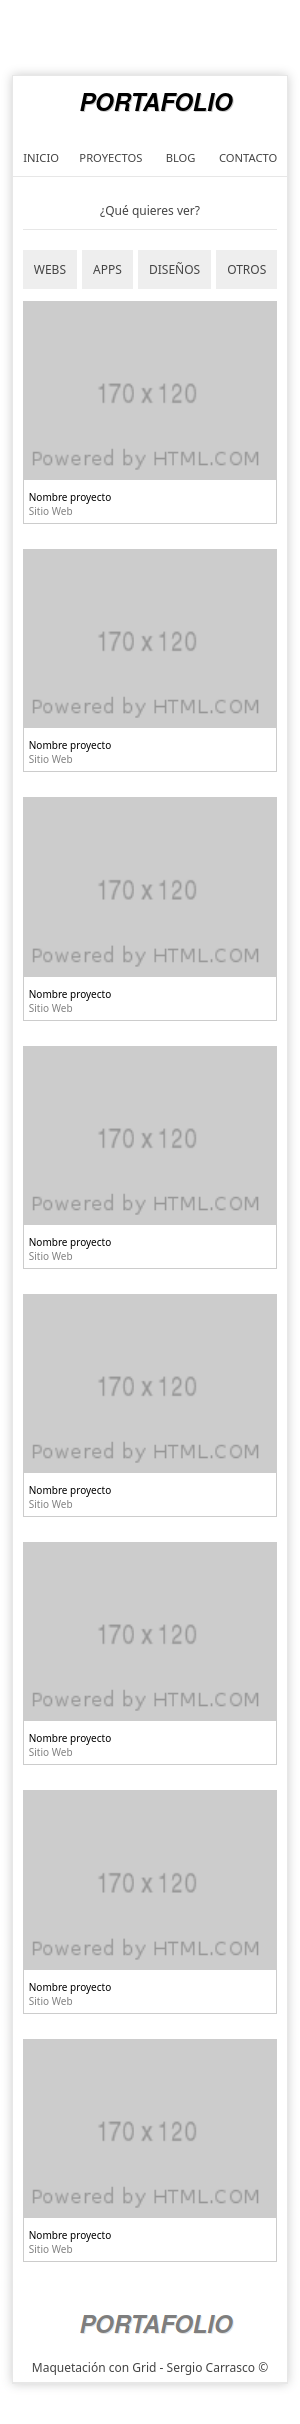 PORTAFOLIO
INICIO PROYECTOS BLOG CONTACTO
¿Qué quieres ver?
WEBS APPS DISEÑOS OTROS
170 x 120
Powered by HTML.COM
Nombre proyecto
Sitio Web
170 x 120
Powered by HTML.COM
Nombre proyecto
Sitio Web
170 x 120
Powered by HTML.COM
Nombre proyecto
Sitio Web
170 x 120
Powered by HTML.COM
Nombre proyecto
Sitio Web
170 x 120
Powered by HTML.COM
Nombre proyecto
Sitio Web
170 x 120
Powered by HTML.COM
Nombre proyecto
Sitio Web
170 x 120
Powered by HTML.COM
Nombre proyecto
Sitio Web
170 x 120
Powered by HTML.COM
Nombre proyecto
Sitio Web
PORTAFOLIO
Maquetación con Grid - Sergio Carrasco ©